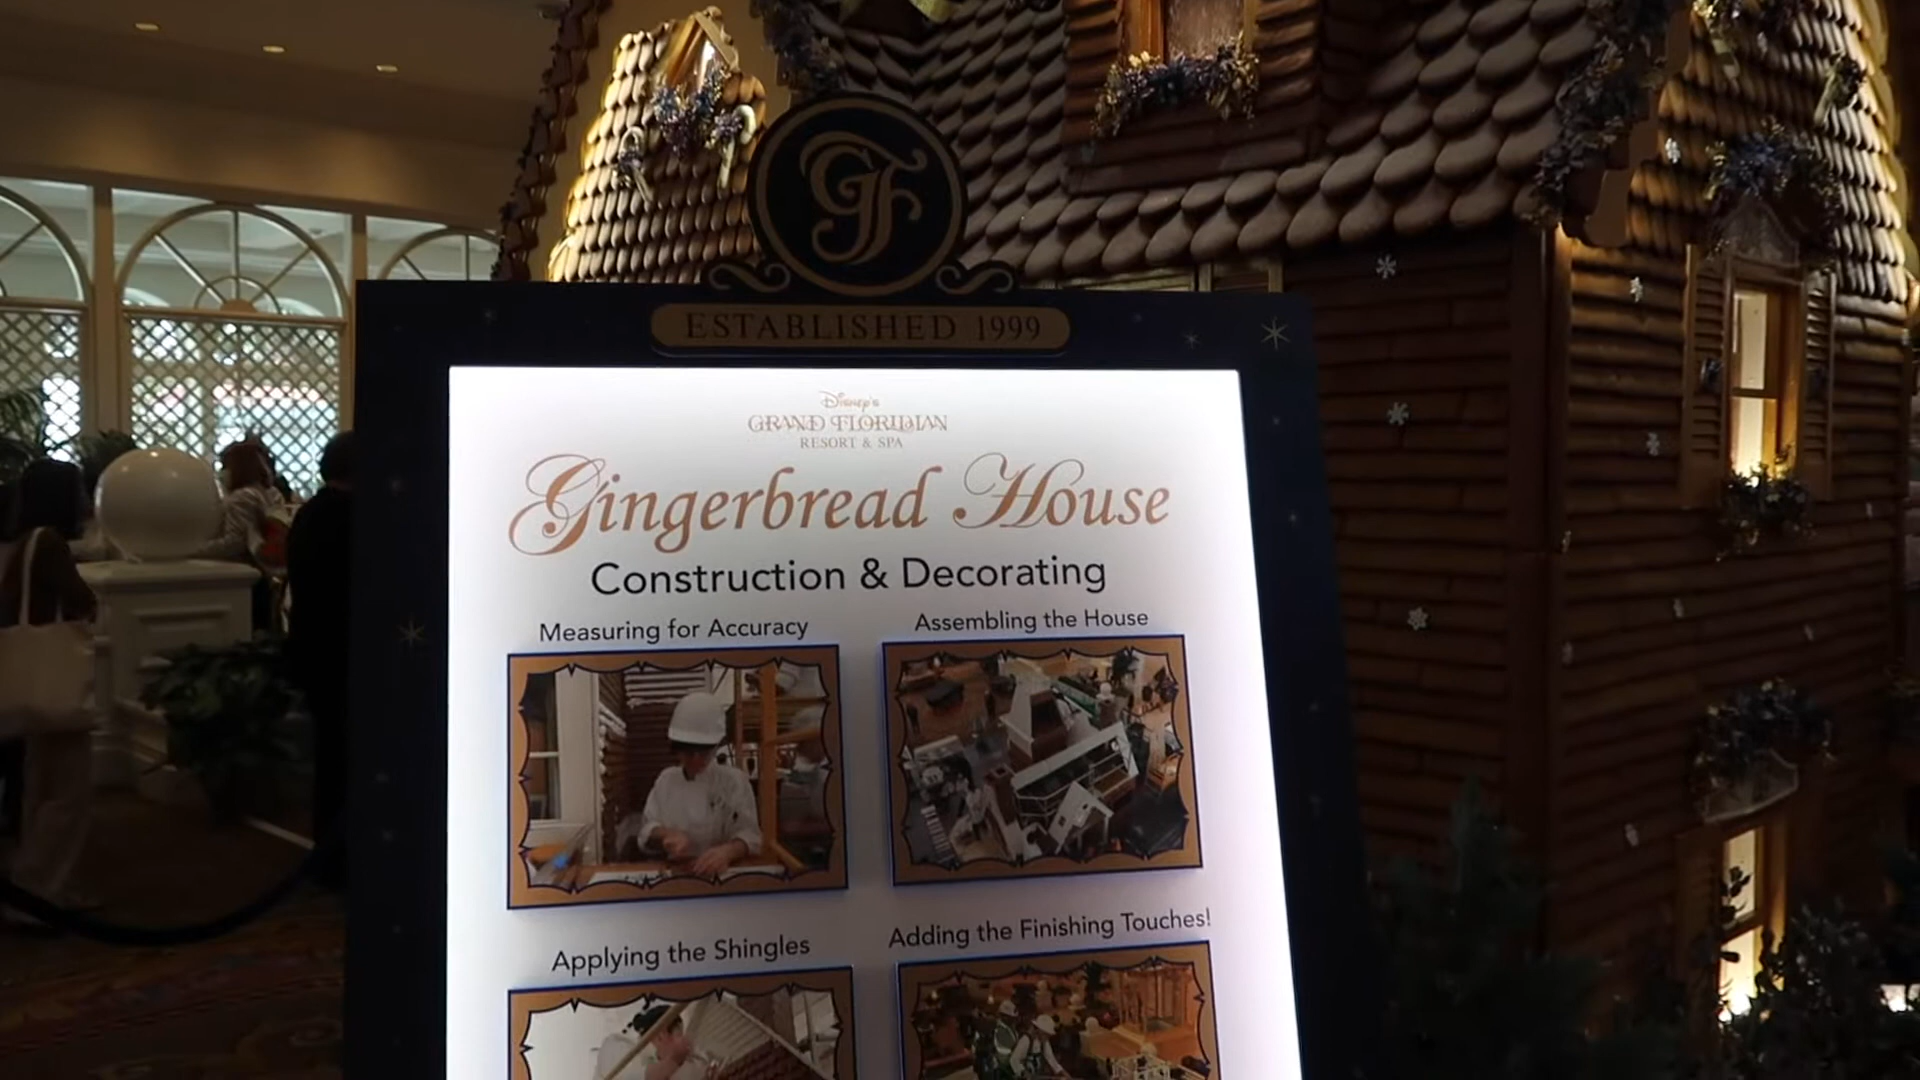 GF
ESTABLISHED 1999
Disney's
GRAND FLORIDIAN
RESORT & SPA
Gingerbread House
Construction & Decorating
Measuring for Accuracy
Assembling the House
Applying the Shingles
Adding the Finishing Touches!